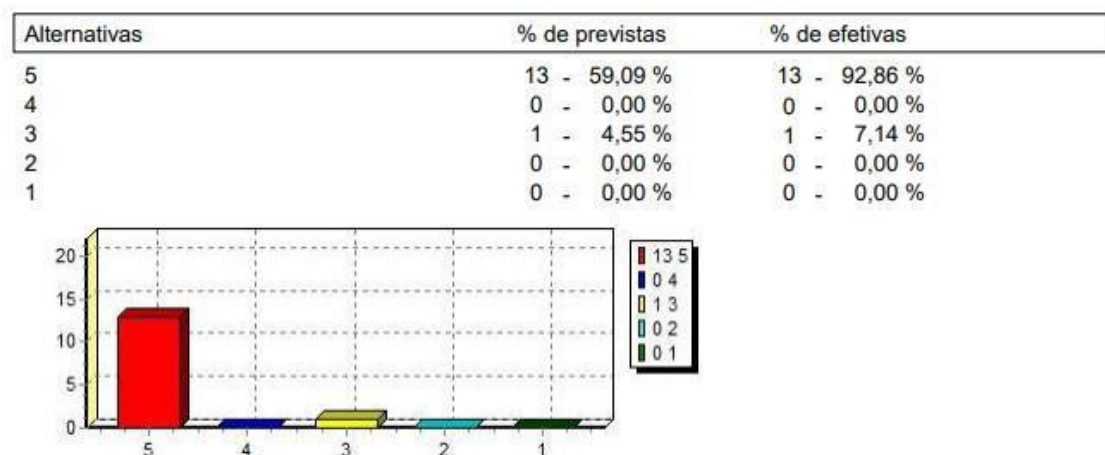 Alternativas % de previstas % de efetivas
5 13 - 59,09 % 13 - 92,86 %
4 0 - 0,00 % 0 - 0,00 %
3 1 - 4,55 % 1 - 7,14 %
2 0 - 0,00 % 0 - 0,00 %
1 0 - 0,00 % 0 - 0,00 %
20
15
10
5
0
5 4 3 2 1
13 5
0 4
1 3
0 2
0 1